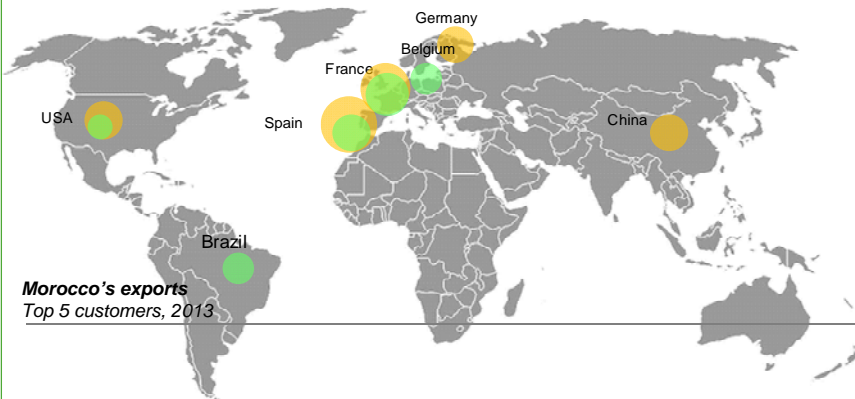 Germany
Belgium
France
USA
Spain
China
Brazil
Morocco's exports
Top 5 customers, 2013